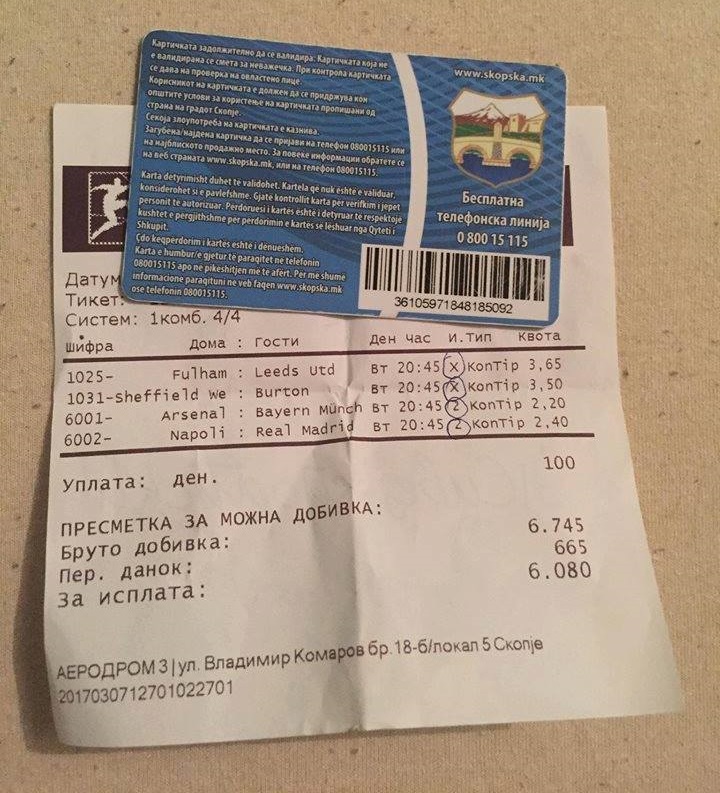 Картичката задолжително да се валидира. Картичката која не
е валидирана се смета за неважечка. При контрола картичката
се дава на проверка на овластено лице.
Корисникот на картичката е должен да се придржува кон
општите услови за користење на картичката пропишани од
страна на градот Скопје.
Секоја злоупотреба на картичката е казнива.
Загубена/најдена картичка да се пријави на телефон 080015115 или
на најблиското продажно место. За повеќе информации обратете се
на веб страната www.skopska.mk, или на телефон 080015115.
Karta detyrimisht duhet të validohet. Kartela që nuk është e validuar,
konsiderohet si e pavlefshme. Gjatë kontrollit karta për verifikim i jepet
personit të autorizuar. Përdoruesi i kartës është i detyruar të respektojë
kushtet e përgjithshme për përdorimin e kartës së lëshuar nga Qyteti i
Shkupit.
Çdo keqpërdorim i kartës është i dënueshëm.
Karta e humbur/e gjetur të paraqitet në telefonin
080015115 apo në pikëshitjen më të afërt. Për më shumë
informacione paraqituni në veb faqen www.skopska.mk
ose telefonin 080015115.
www.skopska.mk
Бесплатна
телефонска линија
0 800 15 115
36105971848185092
Датум
Тикет:
Систем: 1комб. 4/4
Шифра Дома : Гости Ден Час И.Тип Квота
1025- Fulham : Leeds Utd Вт 20:45 X КопTip 3,65
1031-Sheffield We : Burton Вт 20:45 X КопTip 3,50
6001- Arsenal : Bayern Münch Вт 20:45 2 КопTip 2,20
6002- Napoli : Real Madrid Вт 20:45 2 КопTip 2,40
Уплата: ден. 100
ПРЕСМЕТКА ЗА МОЖНА ДОБИВКА:
Бруто добивка: 6.745
Пер. данок: 665
За исплата: 6.080
АЕРОДРОМ 3|ул. Владимир Комаров бр.18-б/локал 5 Скопје
2017030712701022701